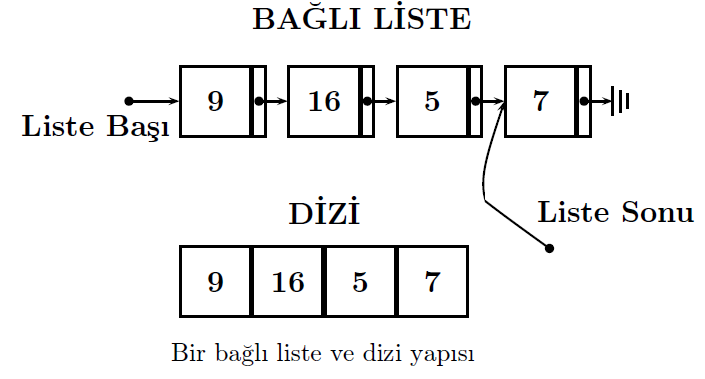 BAĞLI LİSTE
9 16 5 7
Liste Başı
DİZİ
Liste Sonu
9 16 5 7
Bir bağlı liste ve dizi yapısı